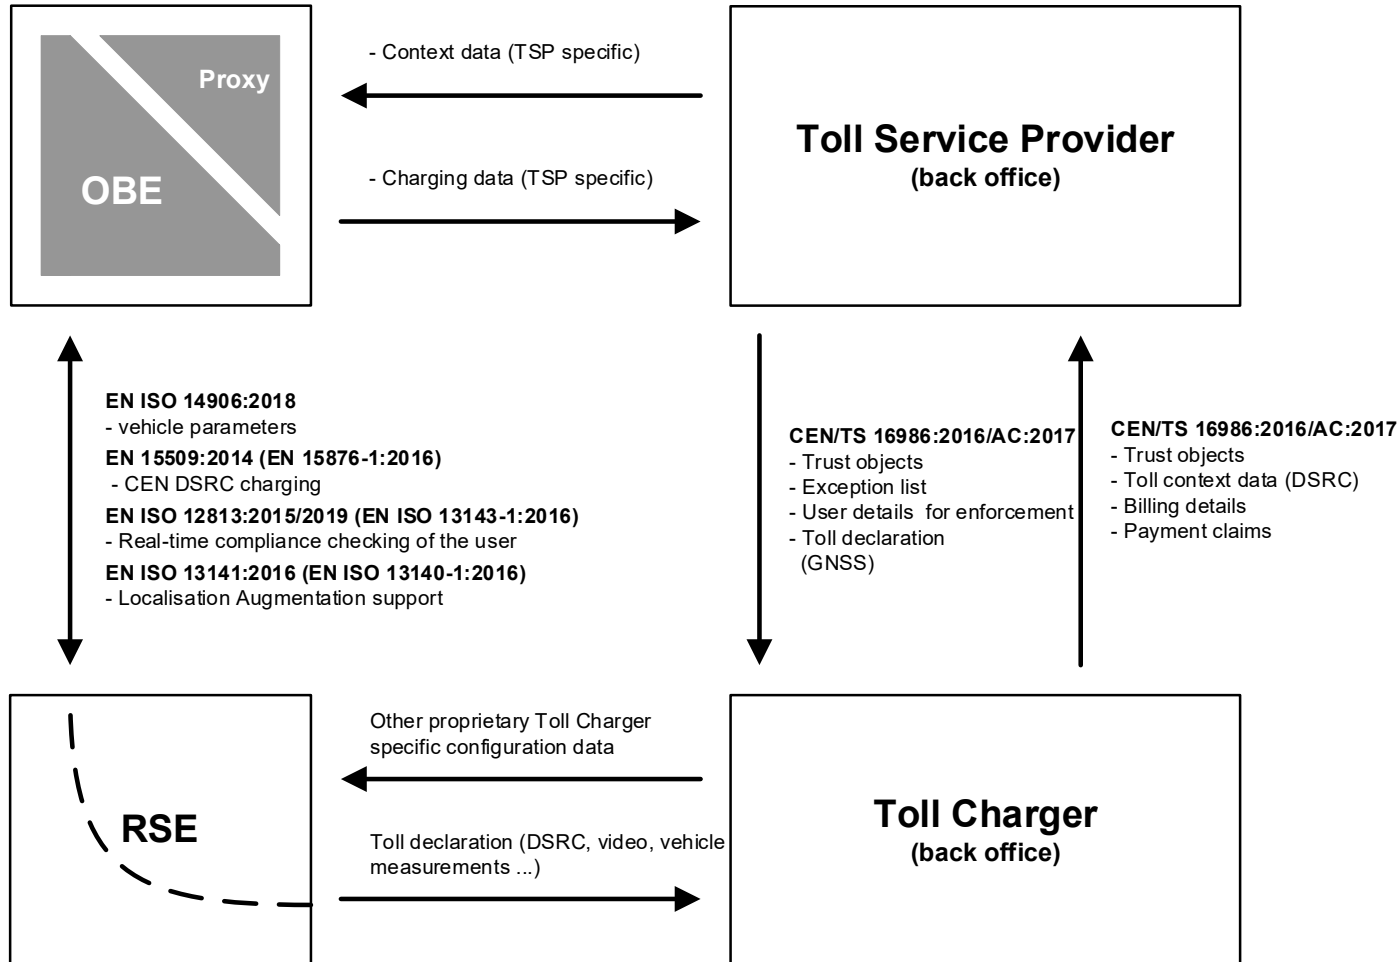 Proxy
OBE
- Context data (TSP specific)
- Charging data (TSP specific)
Toll Service Provider
(back office)
EN ISO 14906:2018
- vehicle parameters
EN 15509:2014 (EN 15876-1:2016)
- CEN DSRC charging
EN ISO 12813:2015/2019 (EN ISO 13143-1:2016)
- Real-time compliance checking of the user
EN ISO 13141:2016 (EN ISO 13140-1:2016)
- Localisation Augmentation support
CEN/TS 16986:2016/AC:2017
- Trust objects
- Exception list
- User details for enforcement
- Toll declaration
(GNSS)
CEN/TS 16986:2016/AC:2017
- Trust objects
- Toll context data (DSRC)
- Billing details
- Payment claims
RSE
Other proprietary Toll Charger
specific configuration data
Toll declaration (DSRC, video, vehicle
measurements ...)
Toll Charger
(back office)